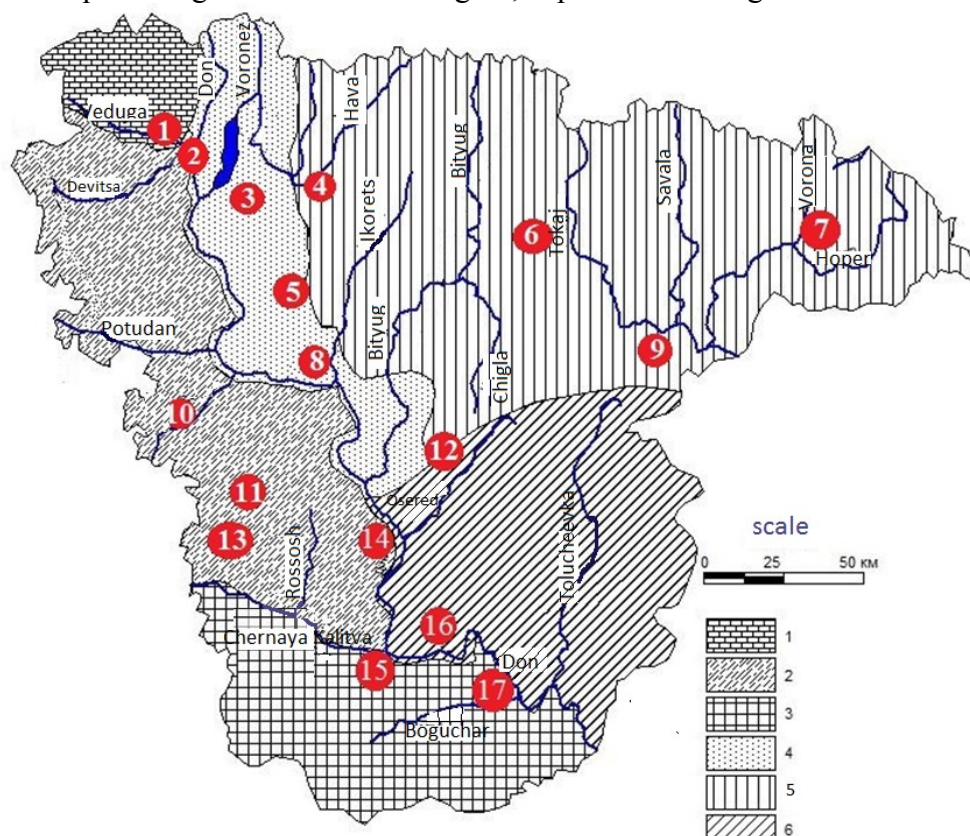 Don
Voronez
Hava
Veduga
Bityug
1
2
Devitsa
3
4
Ikorets
Savala
Vorona
6
Tokaj
7
Hoper
5
Potudan
Bityug
8
Chigla
9
10
12
11
Osered
13
14
Rossosh
Tolucheevka
scale
0 25 50 км
16
Chernaya Kalitva
15
Don
17
Boguchar
1
2
3
4
5
6